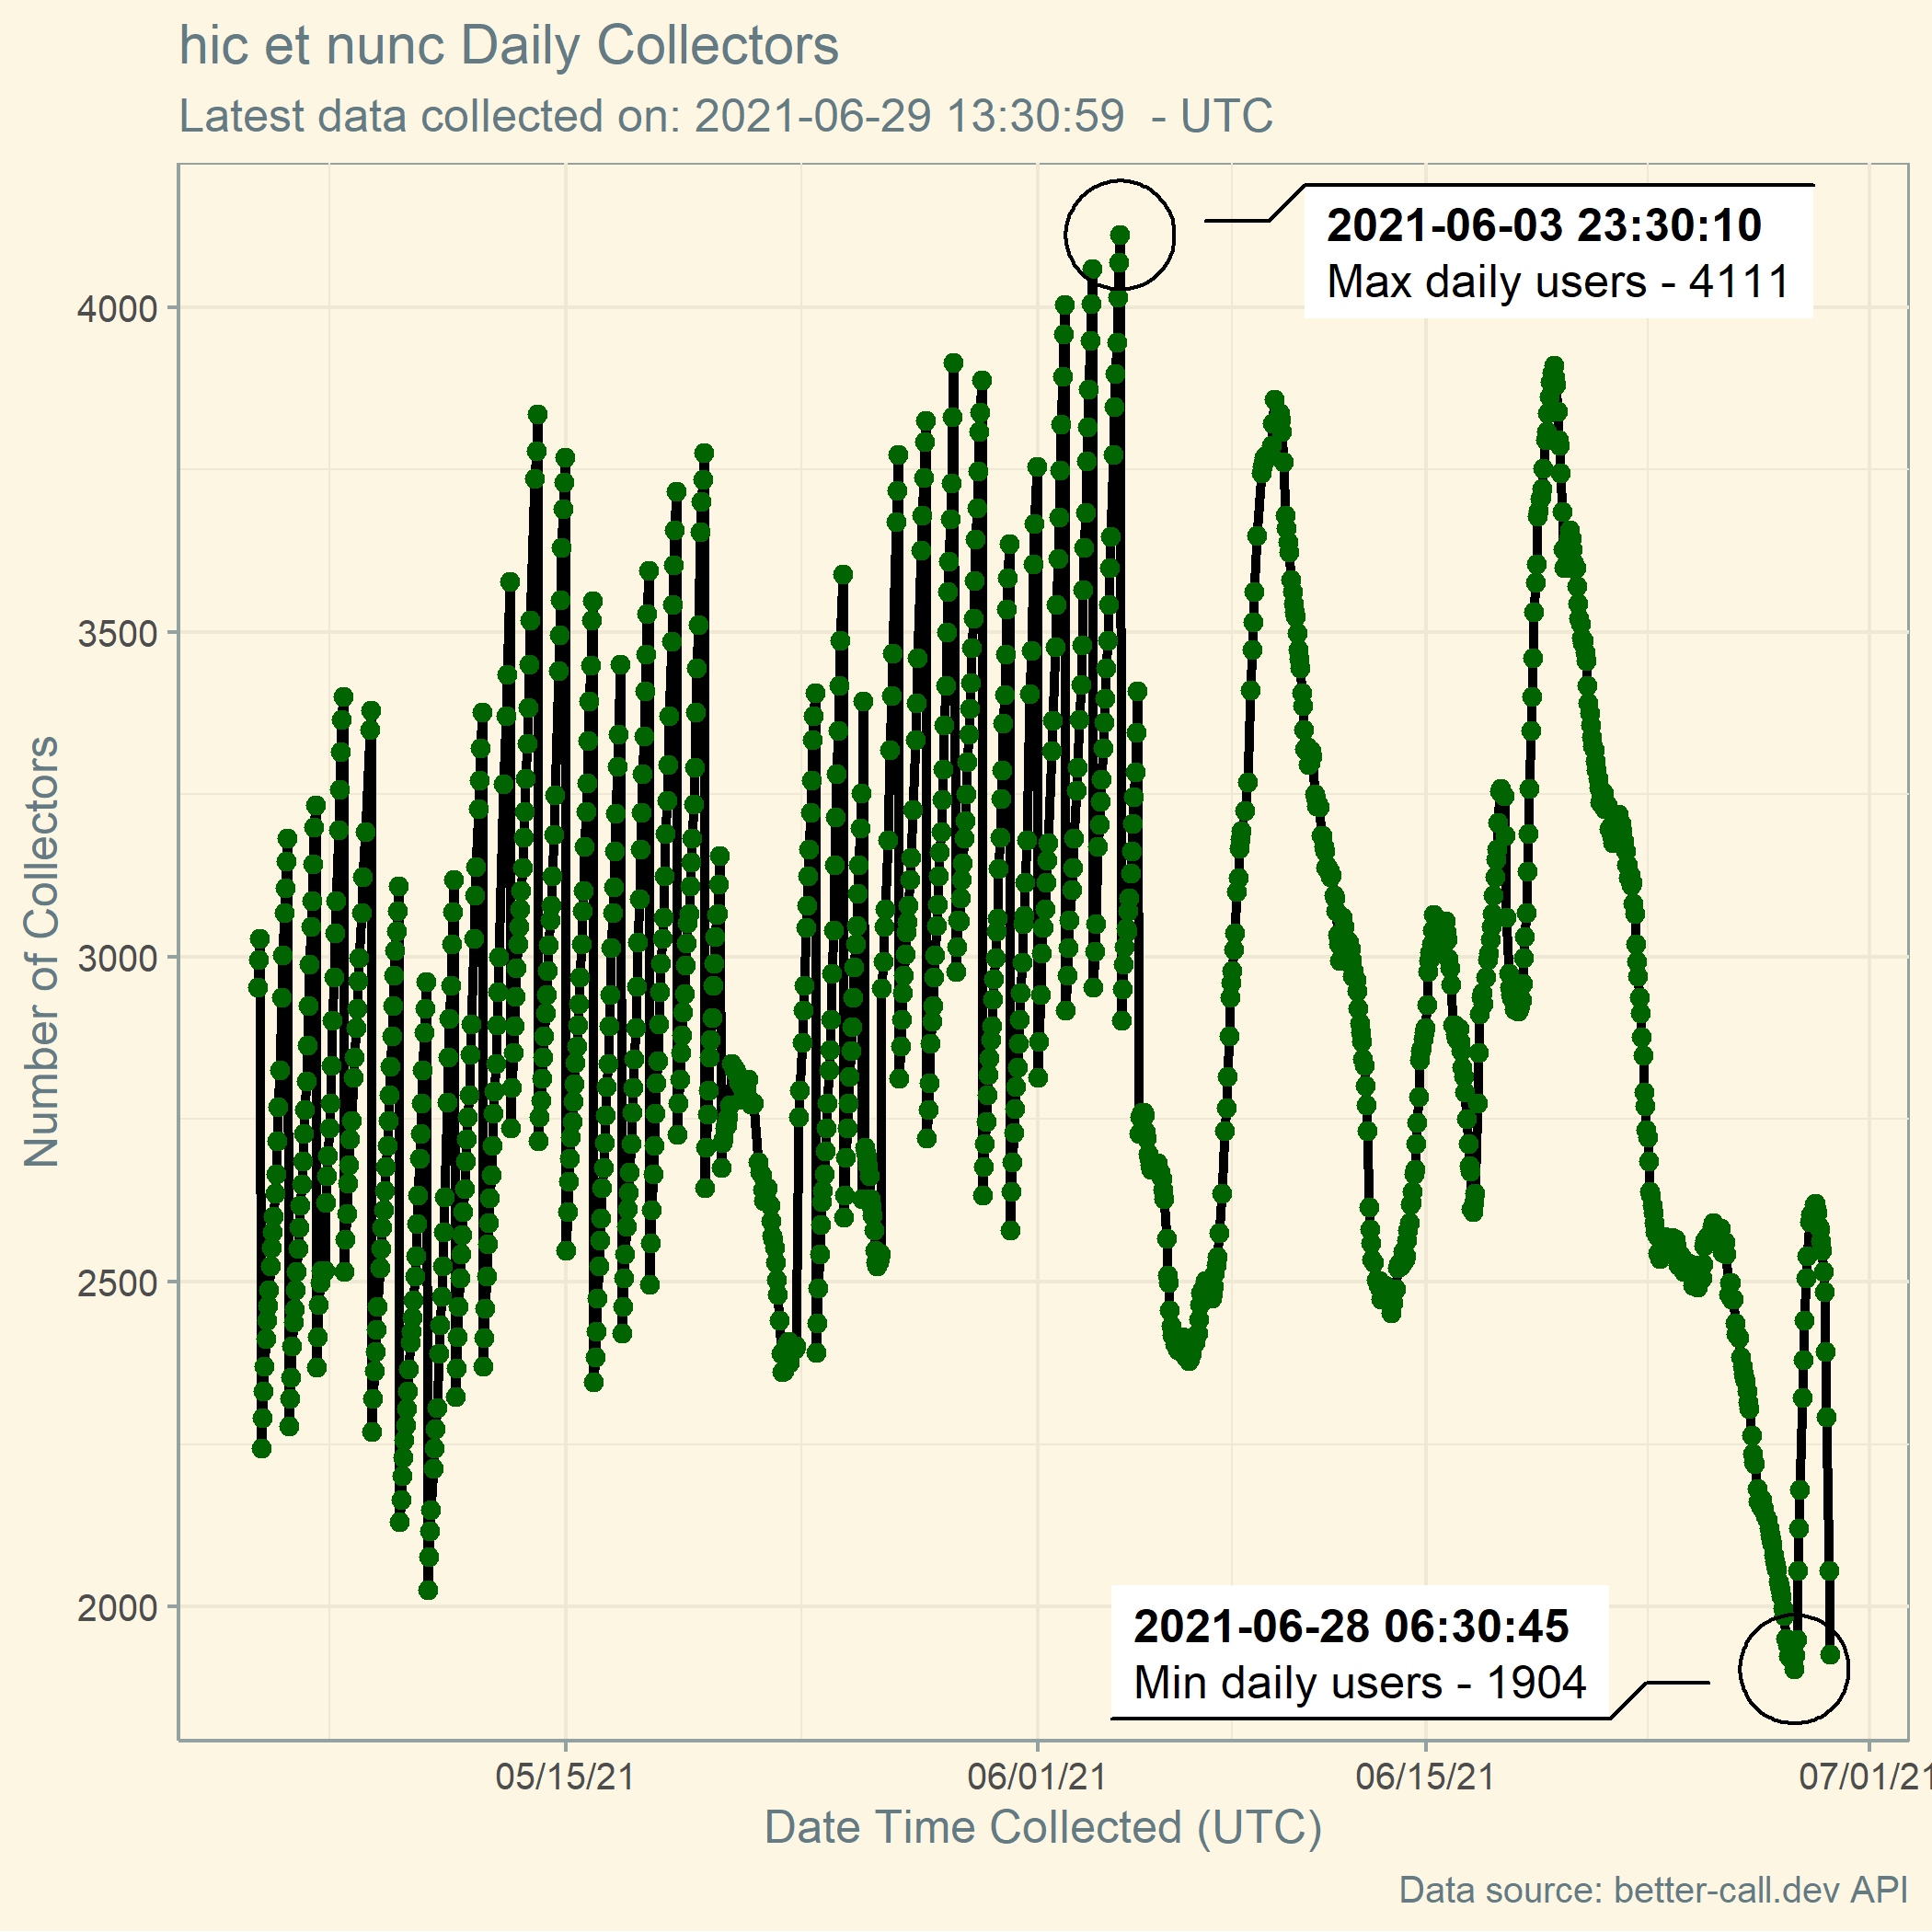 hic et nunc Daily Collectors
Latest data collected on: 2021-06-29 13:30:59  - UTC
2021-06-03 23:30:10
Max daily users - 4111
4000
3500
3000
2500
2000
Number of Collectors
2021-06-28 06:30:45
Min daily users - 1904
05/15/21
06/01/21
06/15/21
07/01/21
Date Time Collected (UTC)
Data source: better-call.dev API